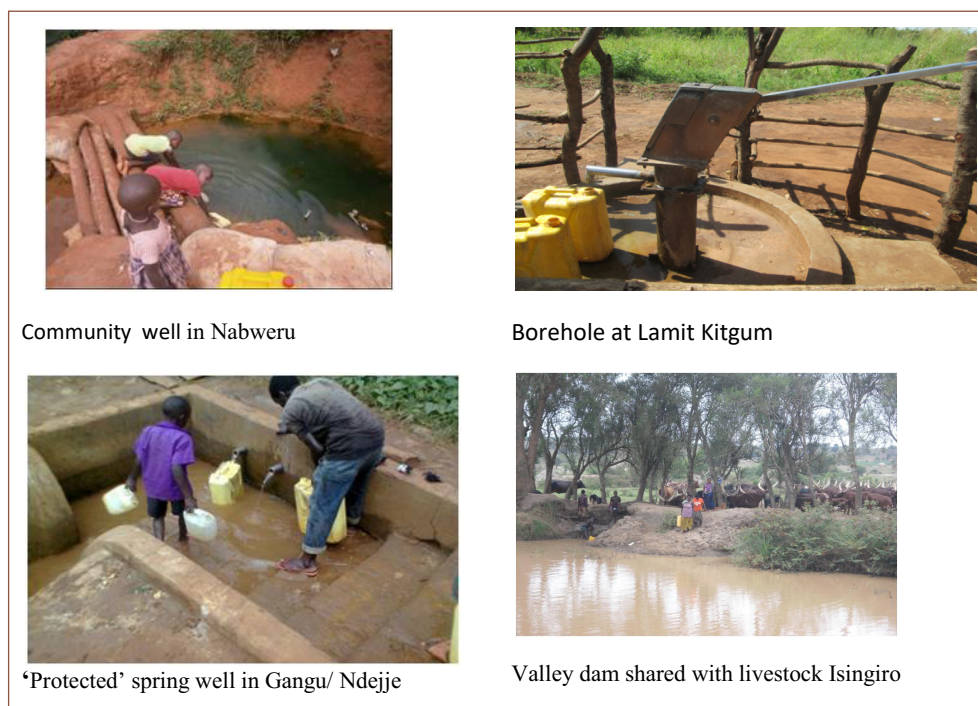 Community well in Nabweru
Borehole at Lamit Kitgum
‘Protected’ spring well in Gangu/ Ndejje
Valley dam shared with livestock Isingiro